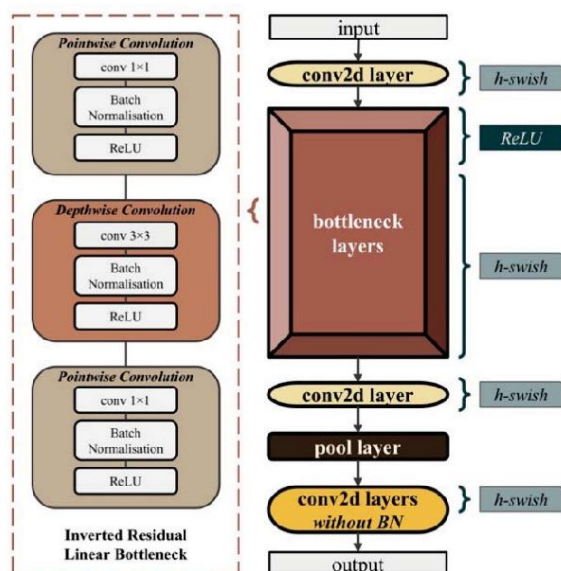 Pointwise Convolution
conv 1×1
Batch
Normalisation
ReLU
Depthwise Convolution
conv 3×3
Batch
Normalisation
ReLU
Pointwise Convolution
conv 1×1
Batch
Normalisation
ReLU
Inverted Residual
Linear Bottleneck
input
conv2d layer
h-swish
ReLU
bottleneck
layers
h-swish
conv2d layer
h-swish
pool layer
conv2d layers
without BN
h-swish
output